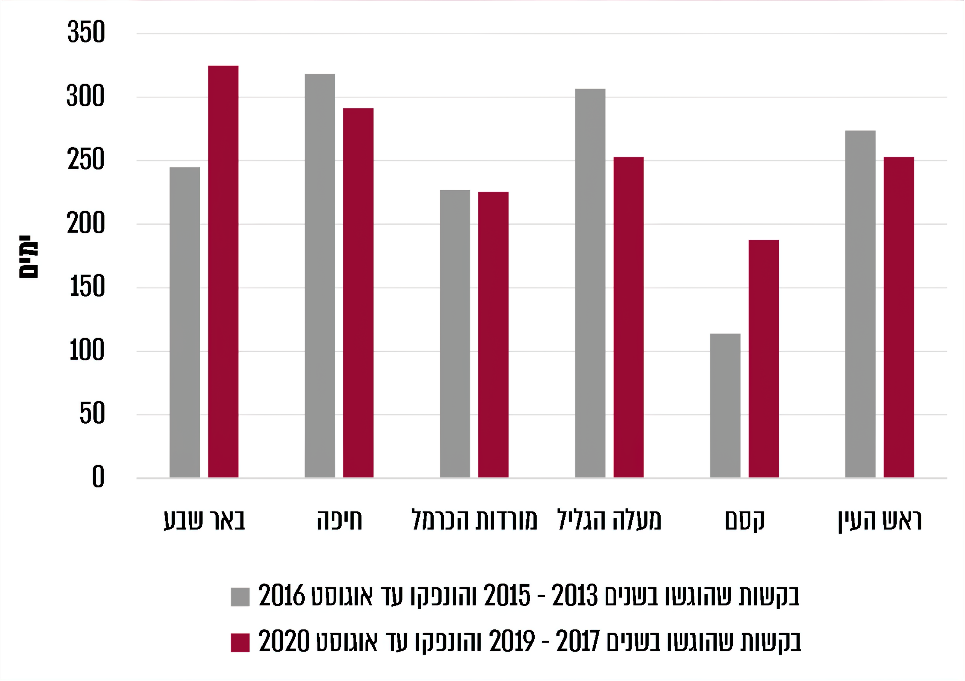 350
300
250
200
150
100
50
0
ימים
באר שבע
חיפה
מורדות הכרמל
מעלה הגליל
קסם
ראש העין
בקשות שהוגשו בשנים 2013 - 2015 והונפקו עד אוגוסט 2016
בקשות שהוגשו בשנים 2017 - 2019 והונפקו עד אוגוסט 2020